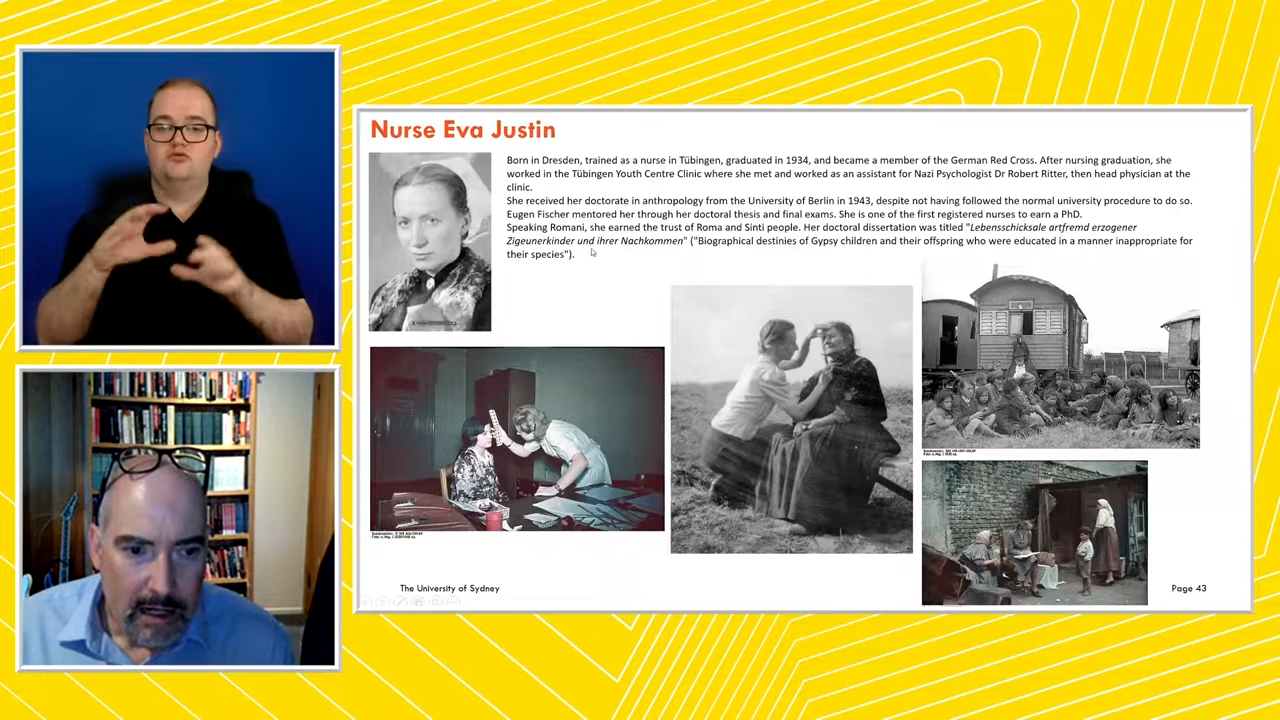 Nurse Eva Justin
Born in Dresden, trained as a nurse in Tübingen, graduated in 1934, and became a member of the German Red Cross. After nursing graduation, she
worked in the Tübingen Youth Centre Clinic where she met and worked as an assistant for Nazi Psychologist Dr Robert Ritter, then head physician at the
clinic.
She received her doctorate in anthropology from the University of Berlin in 1943, despite not having followed the normal university procedure to do so.
Eugen Fischer mentored her through her doctoral thesis and final exams. She is one of the first registered nurses to earn a PhD.
Speaking Romani, she earned the trust of Roma and Sinti people. Her doctoral dissertation was titled "Lebensschicksale artfremd erzogener
Zigeunerkinder und ihrer Nachkommen" ("Biographical destinies of Gypsy children and their offspring who were educated in a manner inappropriate for
their species").
The University of Sydney
Page 43